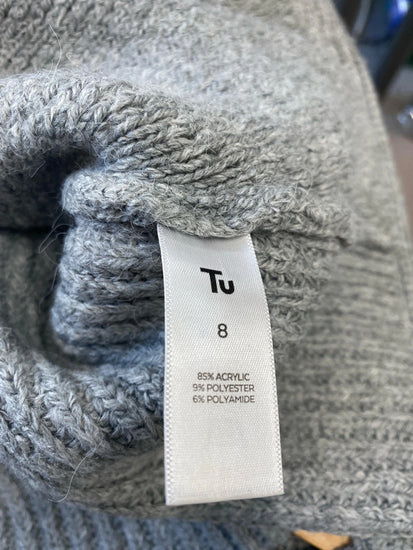 Tu
8
85% ACRYLIC
9% POLYESTER
6% POLYAMIDE